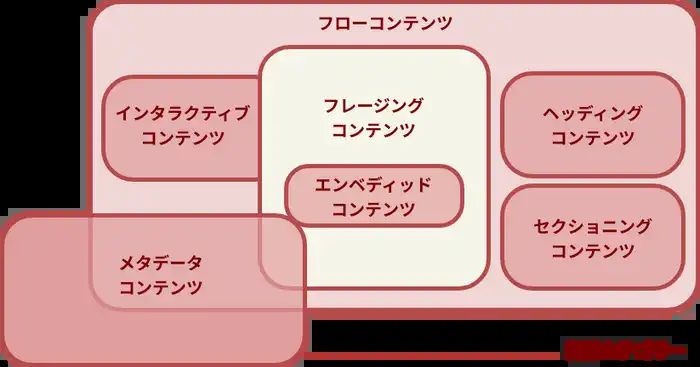 フローコンテンツ
インタラクティブ
コンテンツ
フレージング
コンテンツ
エンベディッド
コンテンツ
ヘッディング
コンテンツ
セクショニング
コンテンツ
メタデータ
コンテンツ